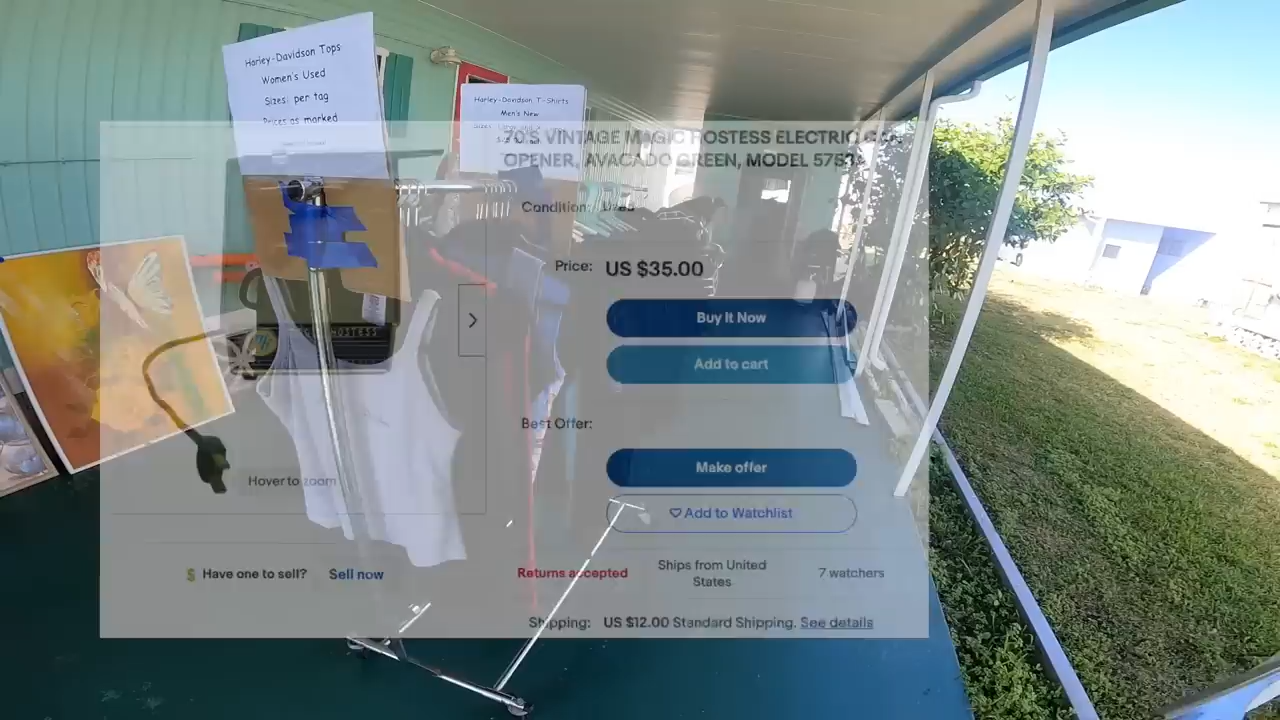 Harley-Davidson Tops
Women's Used
Sizes: per tag
Prices as marked
Harley-Davidson T-Shirts
Men's New
70'S VINTAGE MAGIC HOSTESS ELECTRIC CAN
OPENER, AVACADO GREEN, MODEL 5753
Condition: Used
Price: US $35.00
Buy It Now
Add to cart
HOSTESS
Best Offer:
Make offer
Hover to zoom
Add to Watchlist
$ Have one to sell? Sell now
Returns accepted
Ships from United
States
7 watchers
Shipping: US $12.00 Standard Shipping. See details